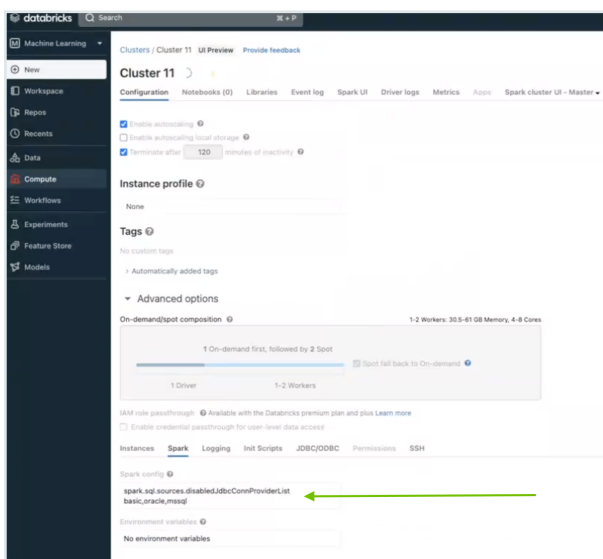 databricks
Search
⌘ + P
M Machine Learning
New
Workspace
Repos
Recents
Data
Compute
Workflows
Experiments
Feature Store
Models
Clusters / Cluster 11 UI Preview Provide feedback
Cluster 11
Configuration Notebooks (0) Libraries Event log Spark UI Driver logs Metrics Apps Spark cluster UI - Master
Enable autoscaling
Enable autoscaling local storage
Terminate after 120 minutes of inactivity
Instance profile
None
Tags
No custom tags
Automatically added tags
Advanced options
On-demand/spot composition 1-2 Workers: 30.5-61 GB Memory, 4-8 Cores
1 On-demand first, followed by 2 Spot
Spot fall back to On-demand
1 Driver 1-2 Workers
IAM role passthrough Available with the Databricks premium plan and plus Learn more
Enable credential passthrough for user-level data access
Instances Spark Logging Init Scripts JDBC/ODBC Permissions SSH
Spark config
spark.sql.sources.disabledJdbcConnProviderList
basic,oracle,mssql
Environment variables
No environment variables